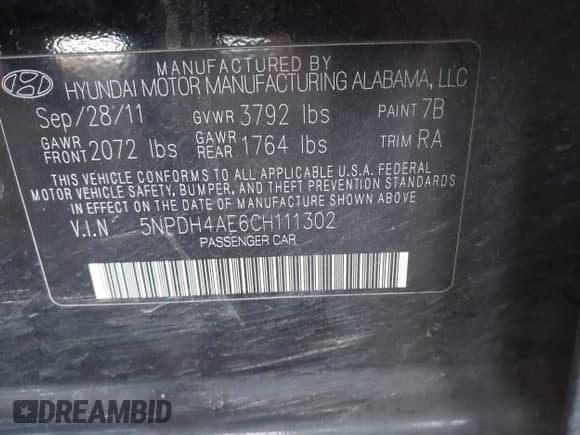 MANUFACTURED BY
HYUNDAI MOTOR MANUFACTURING ALABAMA, LLC
Sep/28/11 GVWR 3792 lbs PAINT 7B
GAWR FRONT 2072 lbs GAWR REAR 1764 lbs TRIM RA
THIS VEHICLE CONFORMS TO ALL APPLICABLE U.S.A. FEDERAL
MOTOR VEHICLE SAFETY, BUMPER, AND THEFT PREVENTION STANDARDS
IN EFFECT ON THE DATE OF MANUFACTURE SHOWN ABOVE
V.I.N 5NPDH4AE6CH111302
PASSENGER CAR
DREAMBID